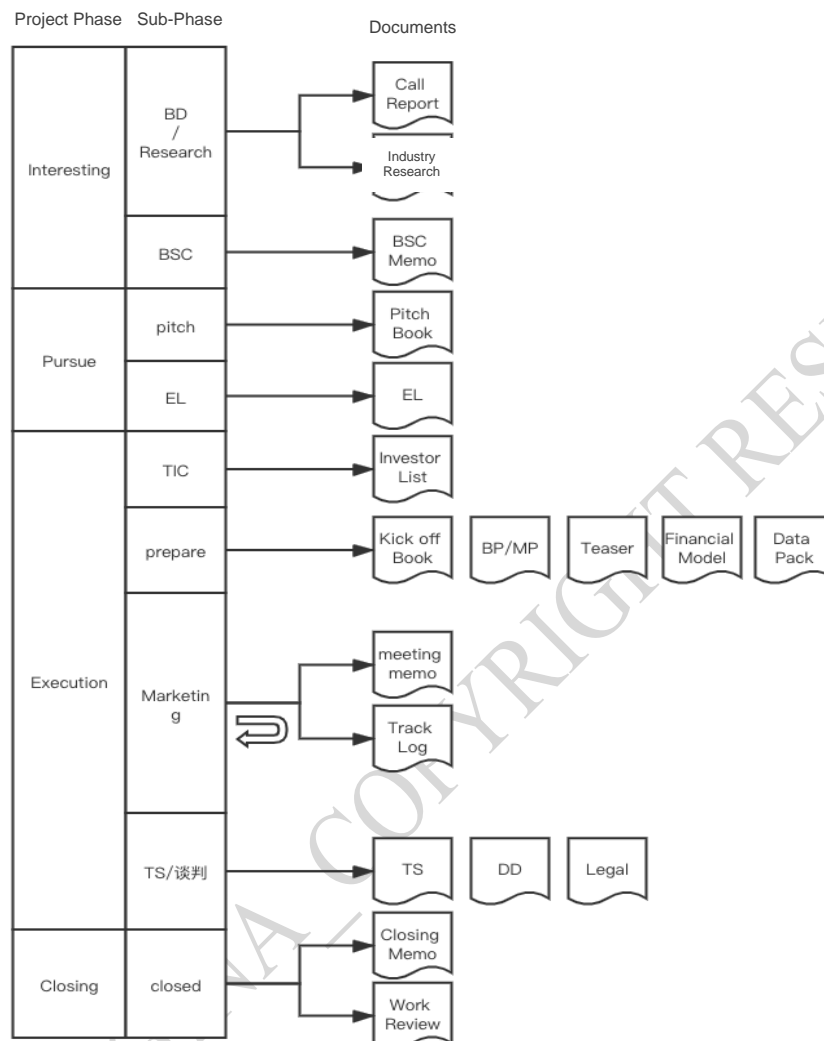 Project Phase Sub-Phase Documents
Interesting
BD
/
Research
Call
Report
Industry
Research
BSC
BSC
Memo
Pursue
pitch
Pitch
Book
EL
EL
Execution
TIC
Investor
List
prepare
Kick off
Book
BP/MP
Teaser
Financial
Model
Data
Pack
Marketin
g
meeting
memo
Track
Log
TS/谈判
TS
DD
Legal
Closing
closed
Closing
Memo
Work
Review